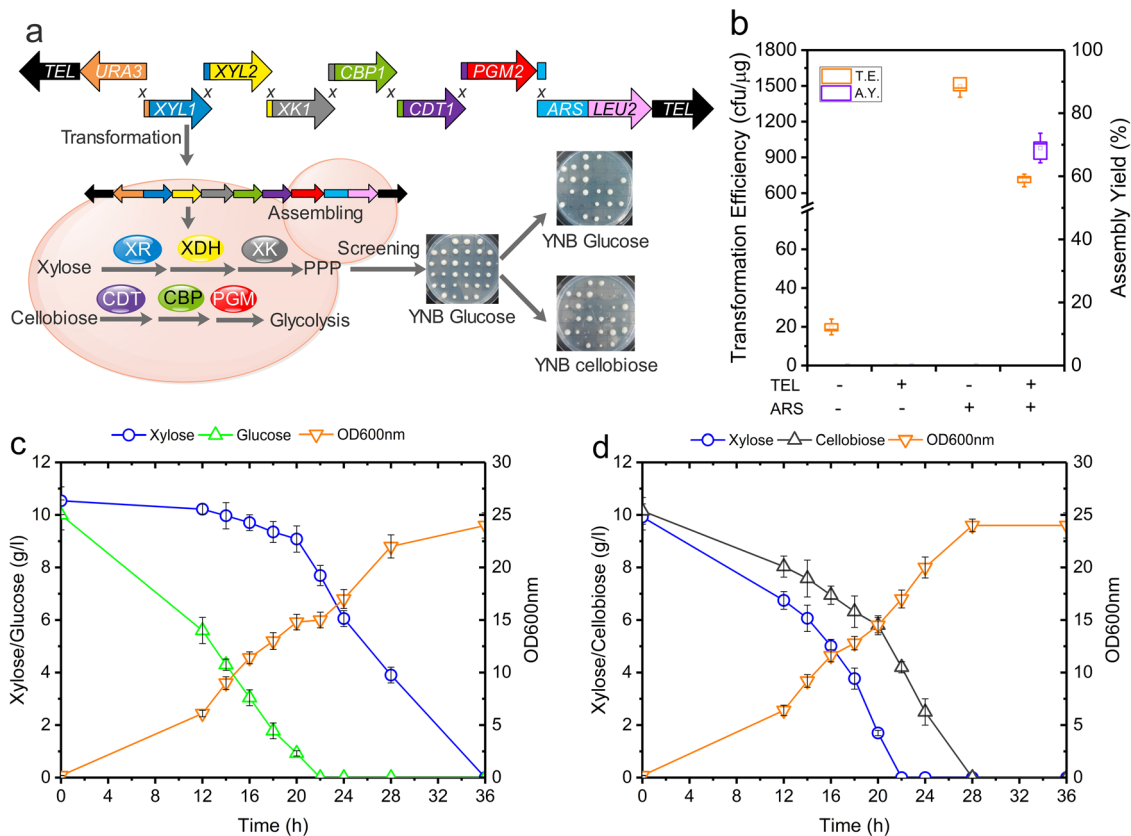 a
TEL URA3 XYL2 CBP1 PGM2
x x x x x x x
XYL1 XK1 CDT1 ARS LEU2 TEL
Transformation
Assembling
XR XDH XK
Xylose PPP
CDT CBP PGM
Cellobiose Glycolysis
Screening
YNB Glucose
YNB Glucose
YNB cellobiose
b
Transformation Efficiency (cfu/μg)
1800
1500
1200
900
600
60
40
20
0
T.E.
A.Y.
100
80
60
40
20
0
Assembly Yield (%)
TEL - + - +
ARS - - + +
c
Xylose Glucose OD600nm
Xylose/Glucose (g/l)
12
10
8
6
4
2
0
30
25
20
15
10
5
0
OD600nm
0 4 8 12 16 20 24 28 32 36
Time (h)
d
Xylose Cellobiose OD600nm
Xylose/Cellobiose (g/l)
12
10
8
6
4
2
0
30
25
20
15
10
5
0
OD600nm
0 4 8 12 16 20 24 28 32 36
Time (h)